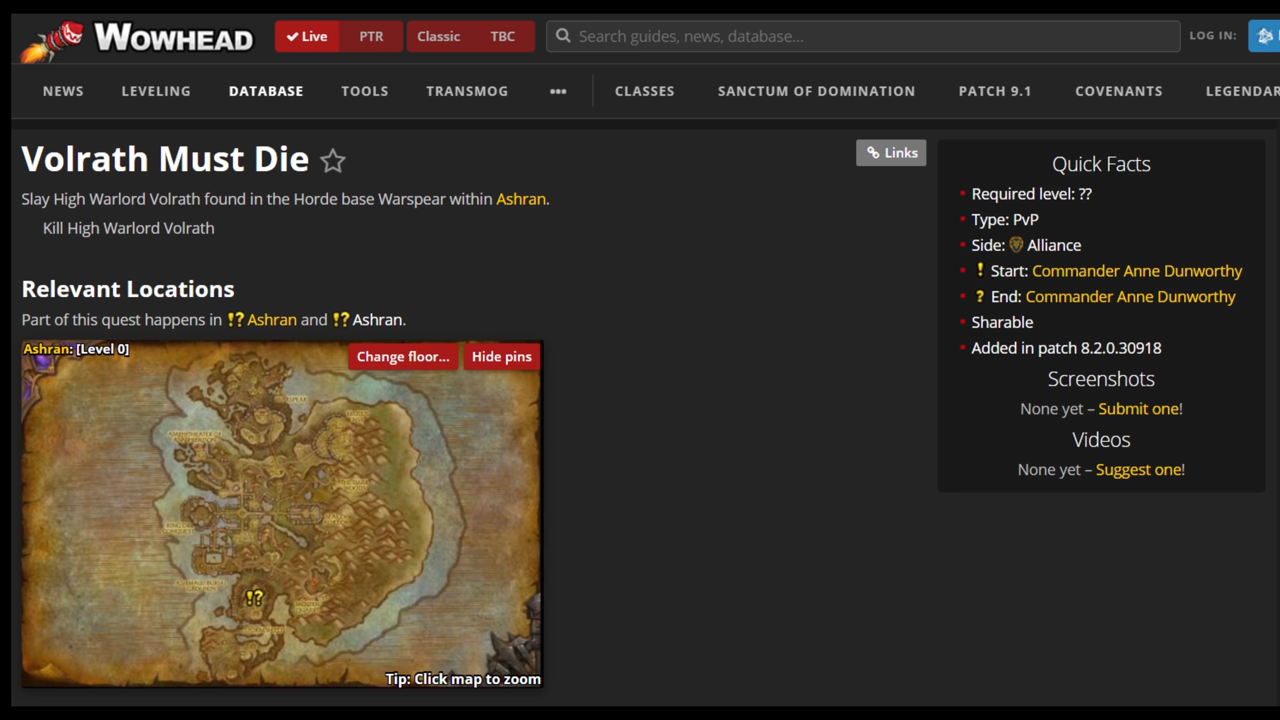 WOWHEAD
Live PTR Classic TBC Search guides, news, database... LOG IN:
NEWS LEVELING DATABASE TOOLS TRANSMOG ••• CLASSES SANCTUM OF DOMINATION PATCH 9.1 COVENANTS LEGENDAR
Volrath Must Die
Links
Slay High Warlord Volrath found in the Horde base Warspear within Ashran.
Kill High Warlord Volrath
Relevant Locations
Part of this quest happens in !? Ashran and !? Ashran.
Ashran: [Level 0]
Change floor... Hide pins
!?
Tip: Click map to zoom
Quick Facts
Required level: ??
Type: PvP
Side: Alliance
! Start: Commander Anne Dunworthy
? End: Commander Anne Dunworthy
Sharable
Added in patch 8.2.0.30918
Screenshots
None yet – Submit one!
Videos
None yet – Suggest one!